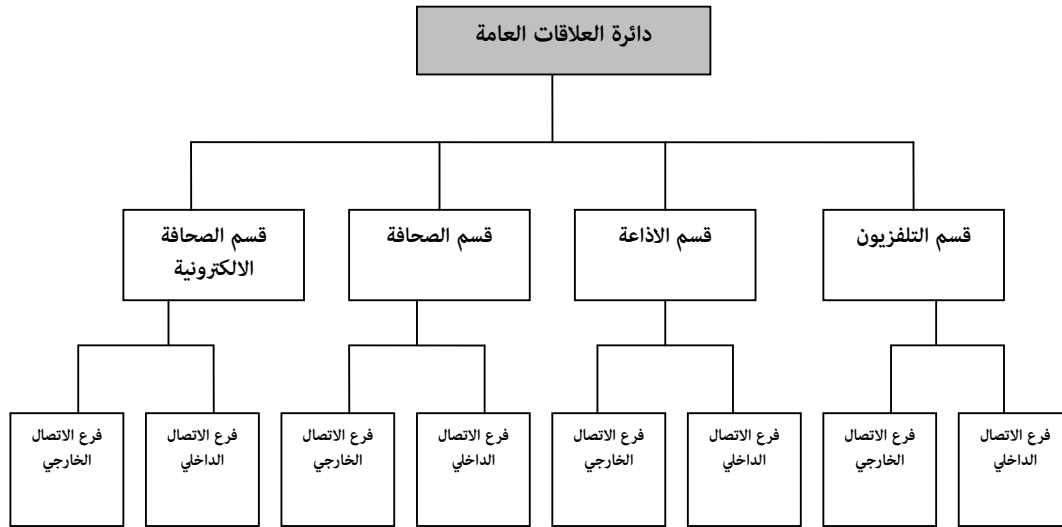 دائرة العلاقات العامة
قسم التلفزيون
قسم الاذاعة
قسم الصحافة
قسم الصحافة
الالكترونية
فرع الاتصال
الداخلي
فرع الاتصال
الخارجي
فرع الاتصال
الداخلي
فرع الاتصال
الخارجي
فرع الاتصال
الداخلي
فرع الاتصال
الخارجي
فرع الاتصال
الداخلي
فرع الاتصال
الخارجي